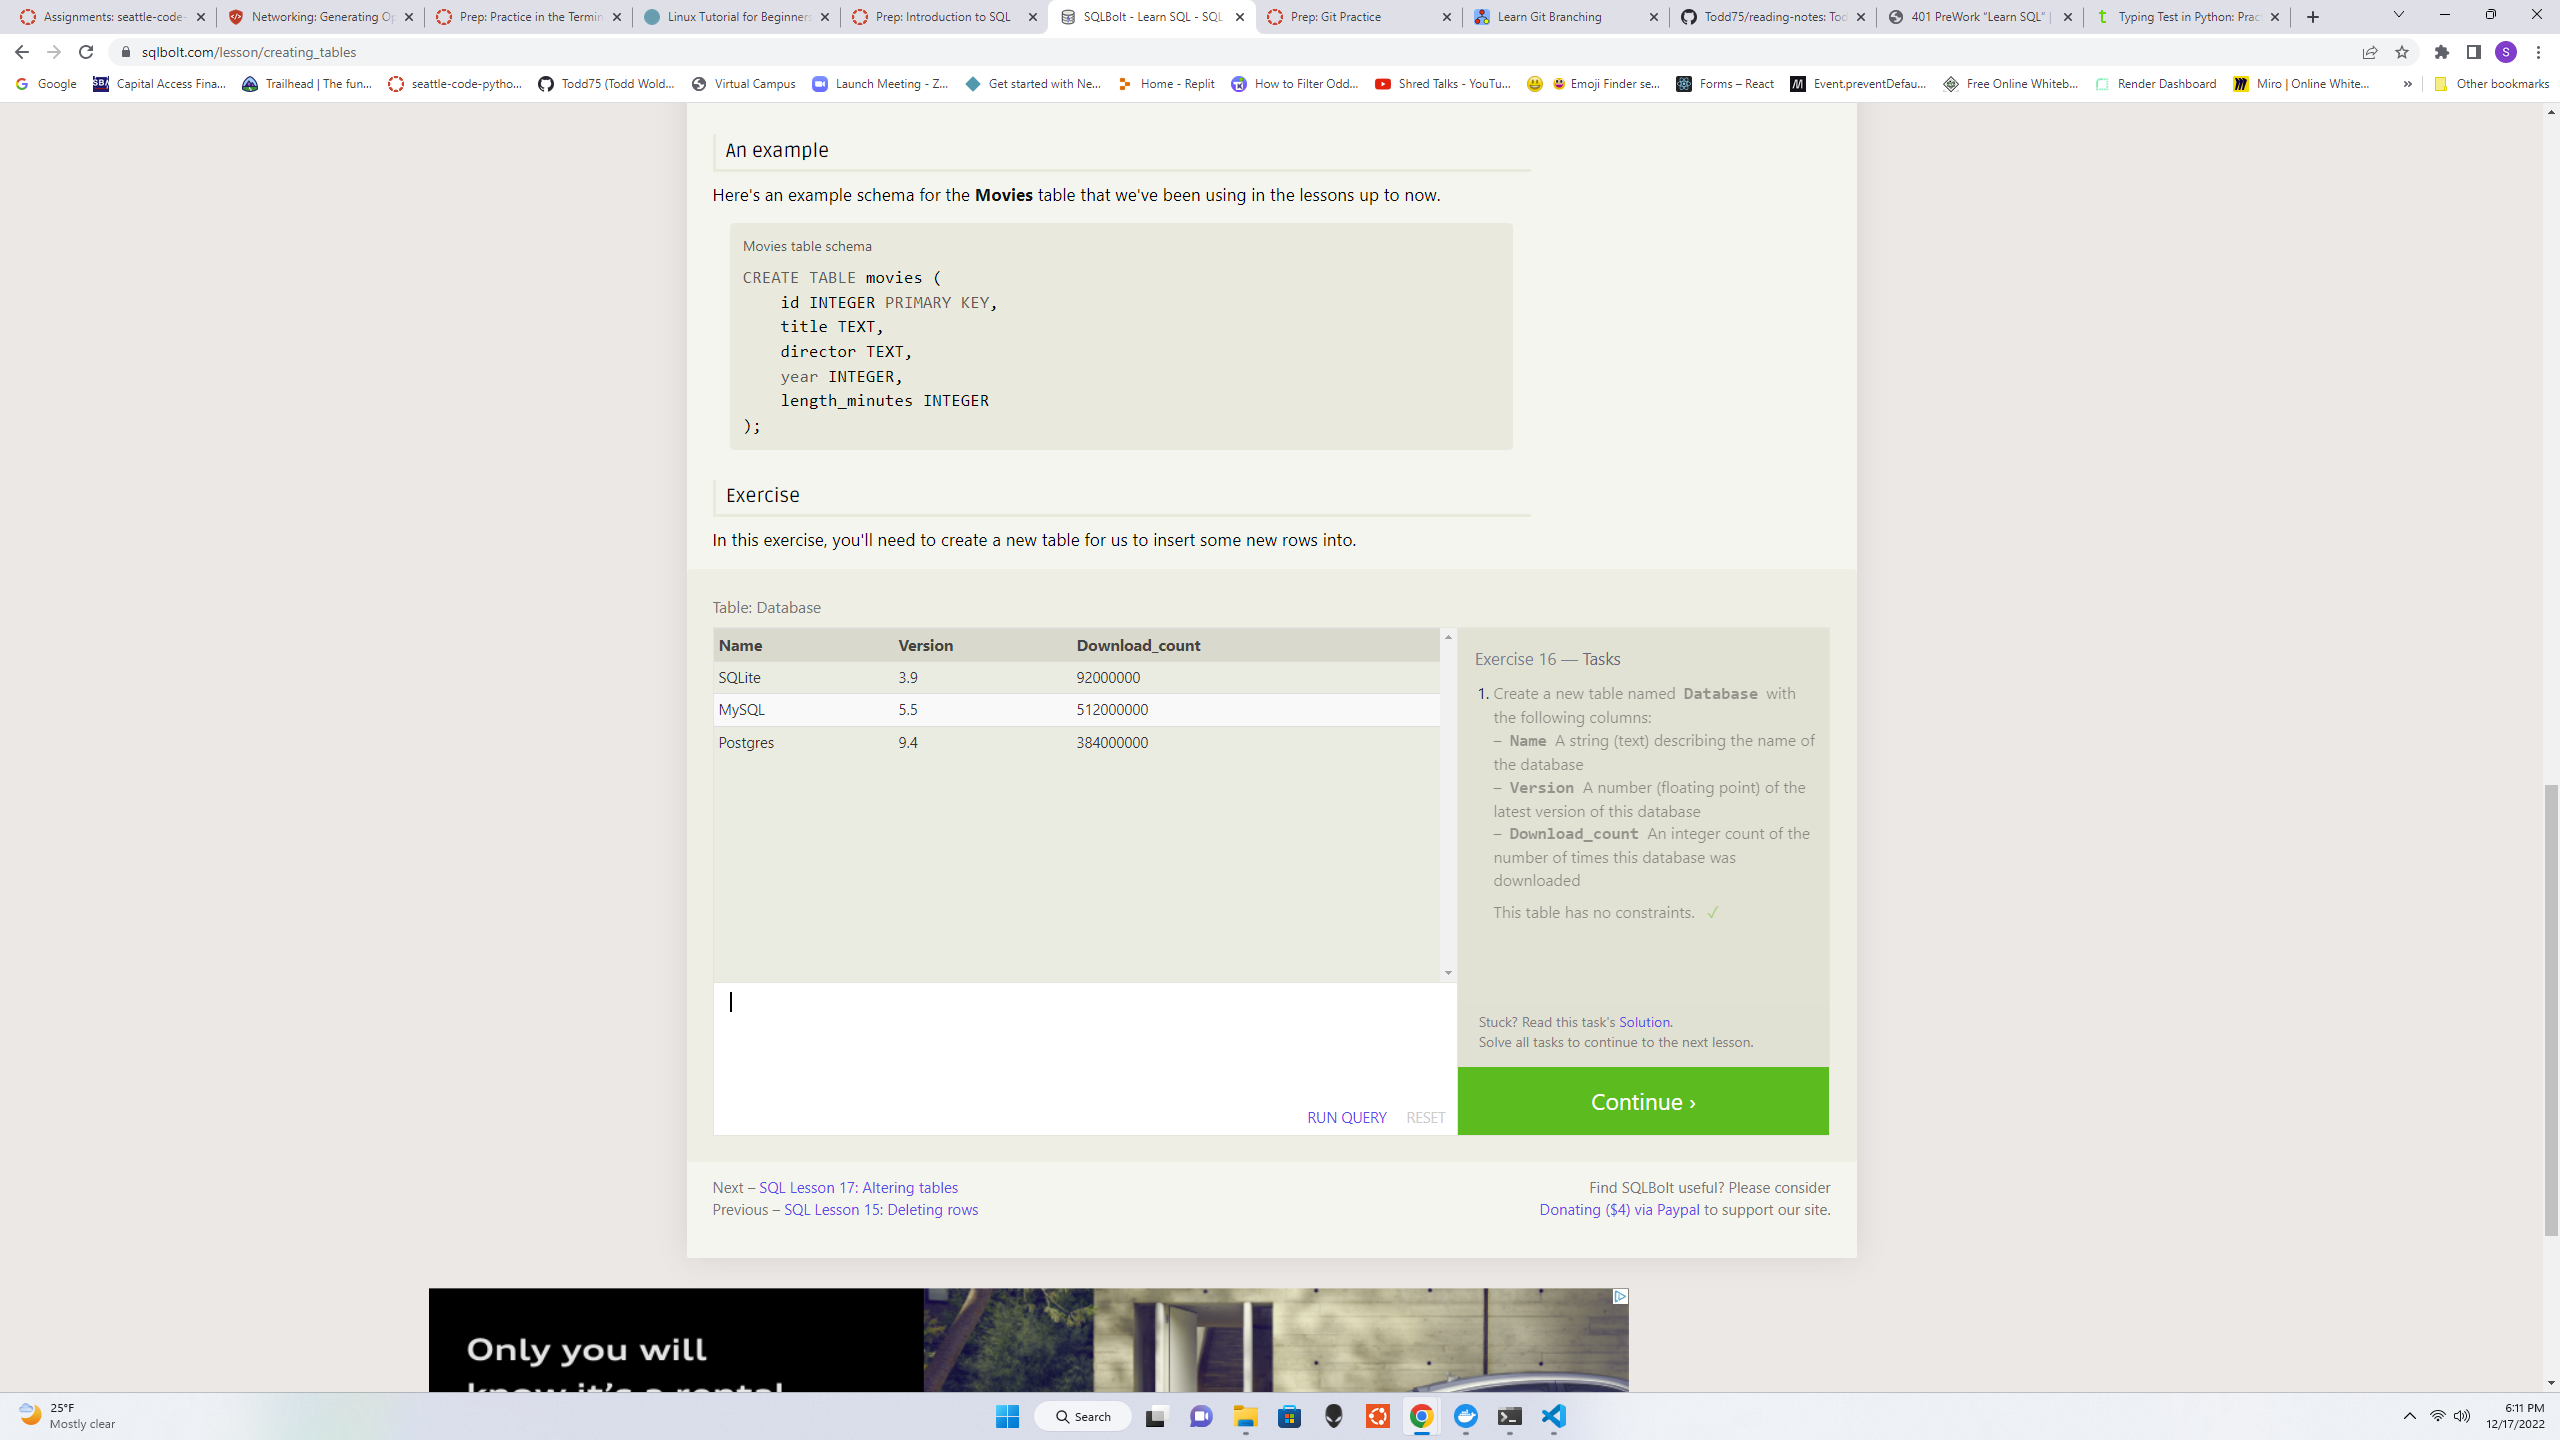 Assignments: seattle-code-
Networking: Generating Op
Prep: Practice in the Termin
Linux Tutorial for Beginners
Prep: Introduction to SQL
SQLBolt - Learn SQL - SQL
Prep: Git Practice
Learn Git Branching
Todd75/reading-notes: Tod
401 PreWork "Learn SQL" |
Typing Test in Python: Prac
sqlbolt.com/lesson/creating_tables
S
Google
Capital Access Fina...
Trailhead | The fun...
seattle-code-pytho...
Todd75 (Todd Wold...
Virtual Campus
Launch Meeting - Z...
Get started with Ne...
Home - Replit
How to Filter Odd...
Shred Talks - YouTu...
Emoji Finder se...
Forms – React
Event.preventDefau...
Free Online Whiteb...
Render Dashboard
Miro | Online White...
»
Other bookmarks
An example
Here's an example schema for the Movies table that we've been using in the lessons up to now.
Movies table schema
CREATE TABLE movies (
id INTEGER PRIMARY KEY,
title TEXT,
director TEXT,
year INTEGER,
length_minutes INTEGER
);
Exercise
In this exercise, you'll need to create a new table for us to insert some new rows into.
Table: Database
Name Version Download_count
SQLite 3.9 92000000
MySQL 5.5 512000000
Postgres 9.4 384000000
RUN QUERY RESET
Exercise 16 — Tasks
1. Create a new table named Database with
the following columns:
– Name A string (text) describing the name of
the database
– Version A number (floating point) of the
latest version of this database
– Download_count An integer count of the
number of times this database was
downloaded
This table has no constraints. ✓
Stuck? Read this task's Solution.
Solve all tasks to continue to the next lesson.
Continue ›
Next – SQL Lesson 17: Altering tables
Previous – SQL Lesson 15: Deleting rows
Find SQLBolt useful? Please consider
Donating ($4) via Paypal to support our site.
Only you will
know it's a rental
25°F
Mostly clear
Search
6:11 PM
12/17/2022